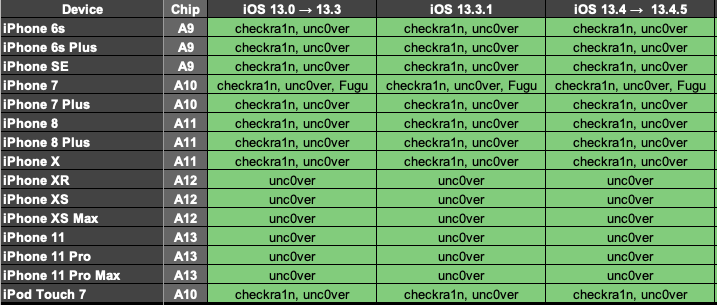 Device Chip iOS 13.0 → 13.3 iOS 13.3.1 iOS 13.4 → 13.4.5
iPhone 6s A9 checkra1n, unc0ver checkra1n, unc0ver checkra1n, unc0ver
iPhone 6s Plus A9 checkra1n, unc0ver checkra1n, unc0ver checkra1n, unc0ver
iPhone SE A9 checkra1n, unc0ver checkra1n, unc0ver checkra1n, unc0ver
iPhone 7 A10 checkra1n, unc0ver, Fugu checkra1n, unc0ver, Fugu checkra1n, unc0ver, Fugu
iPhone 7 Plus A10 checkra1n, unc0ver checkra1n, unc0ver checkra1n, unc0ver
iPhone 8 A11 checkra1n, unc0ver checkra1n, unc0ver checkra1n, unc0ver
iPhone 8 Plus A11 checkra1n, unc0ver checkra1n, unc0ver checkra1n, unc0ver
iPhone X A11 checkra1n, unc0ver checkra1n, unc0ver checkra1n, unc0ver
iPhone XR A12 unc0ver unc0ver unc0ver
iPhone XS A12 unc0ver unc0ver unc0ver
iPhone XS Max A12 unc0ver unc0ver unc0ver
iPhone 11 A13 unc0ver unc0ver unc0ver
iPhone 11 Pro A13 unc0ver unc0ver unc0ver
iPhone 11 Pro Max A13 unc0ver unc0ver unc0ver
iPod Touch 7 A10 checkra1n, unc0ver checkra1n, unc0ver checkra1n, unc0ver